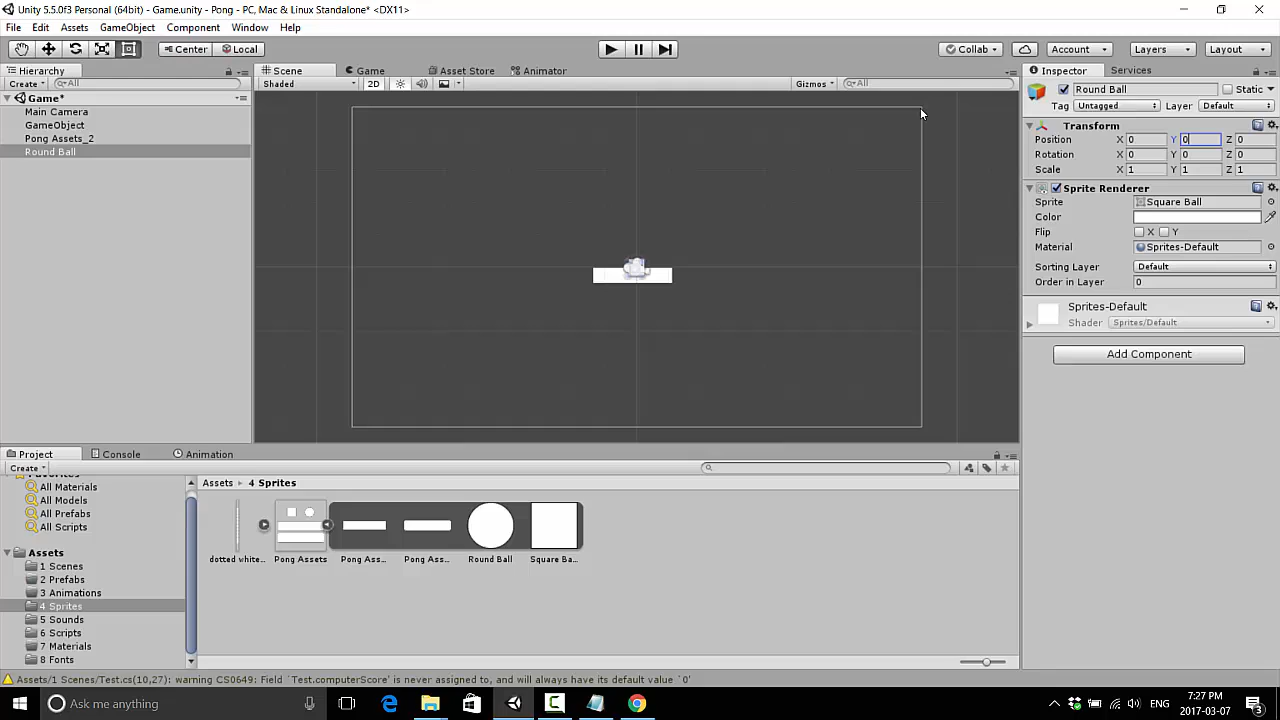 Unity 5.5.0f3 Personal (64bit) - Game.unity - Pong - PC, Mac & Linux Standalone* <DX11>
File Edit Assets GameObject Component Window Help
Center Local Collab Account Layers Layout
Hierarchy
Create All
Game*
Main Camera
GameObject
Pong Assets_2
Round Ball
Scene Game Asset Store Animator
Shaded 2D Gizmos All
Inspector Services
Round Ball Static
Tag Untagged Layer Default
Transform
Position X 0 Y 0 Z 0
Rotation X 0 Y 0 Z 0
Scale X 1 Y 1 Z 1
Sprite Renderer
Sprite Square Ball
Color
Flip X Y
Material Sprites-Default
Sorting Layer Default
Order in Layer 0
Sprites-Default
Shader Sprites/Default
Add Component
Project Console Animation
Create
Favorites
All Materials
All Models
All Prefabs
All Scripts
Assets
1 Scenes
2 Prefabs
3 Animations
4 Sprites
5 Sounds
6 Scripts
7 Materials
8 Fonts
Assets 4 Sprites
dotted white... Pong Assets Pong Ass... Pong Ass... Round Ball Square Ba...
Assets/1 Scenes/Test.cs(10,27): warning CS0649: Field `Test.computerScore' is never assigned to, and will always have its default value `0'
Ask me anything
ENG
7:27 PM
2017-03-07